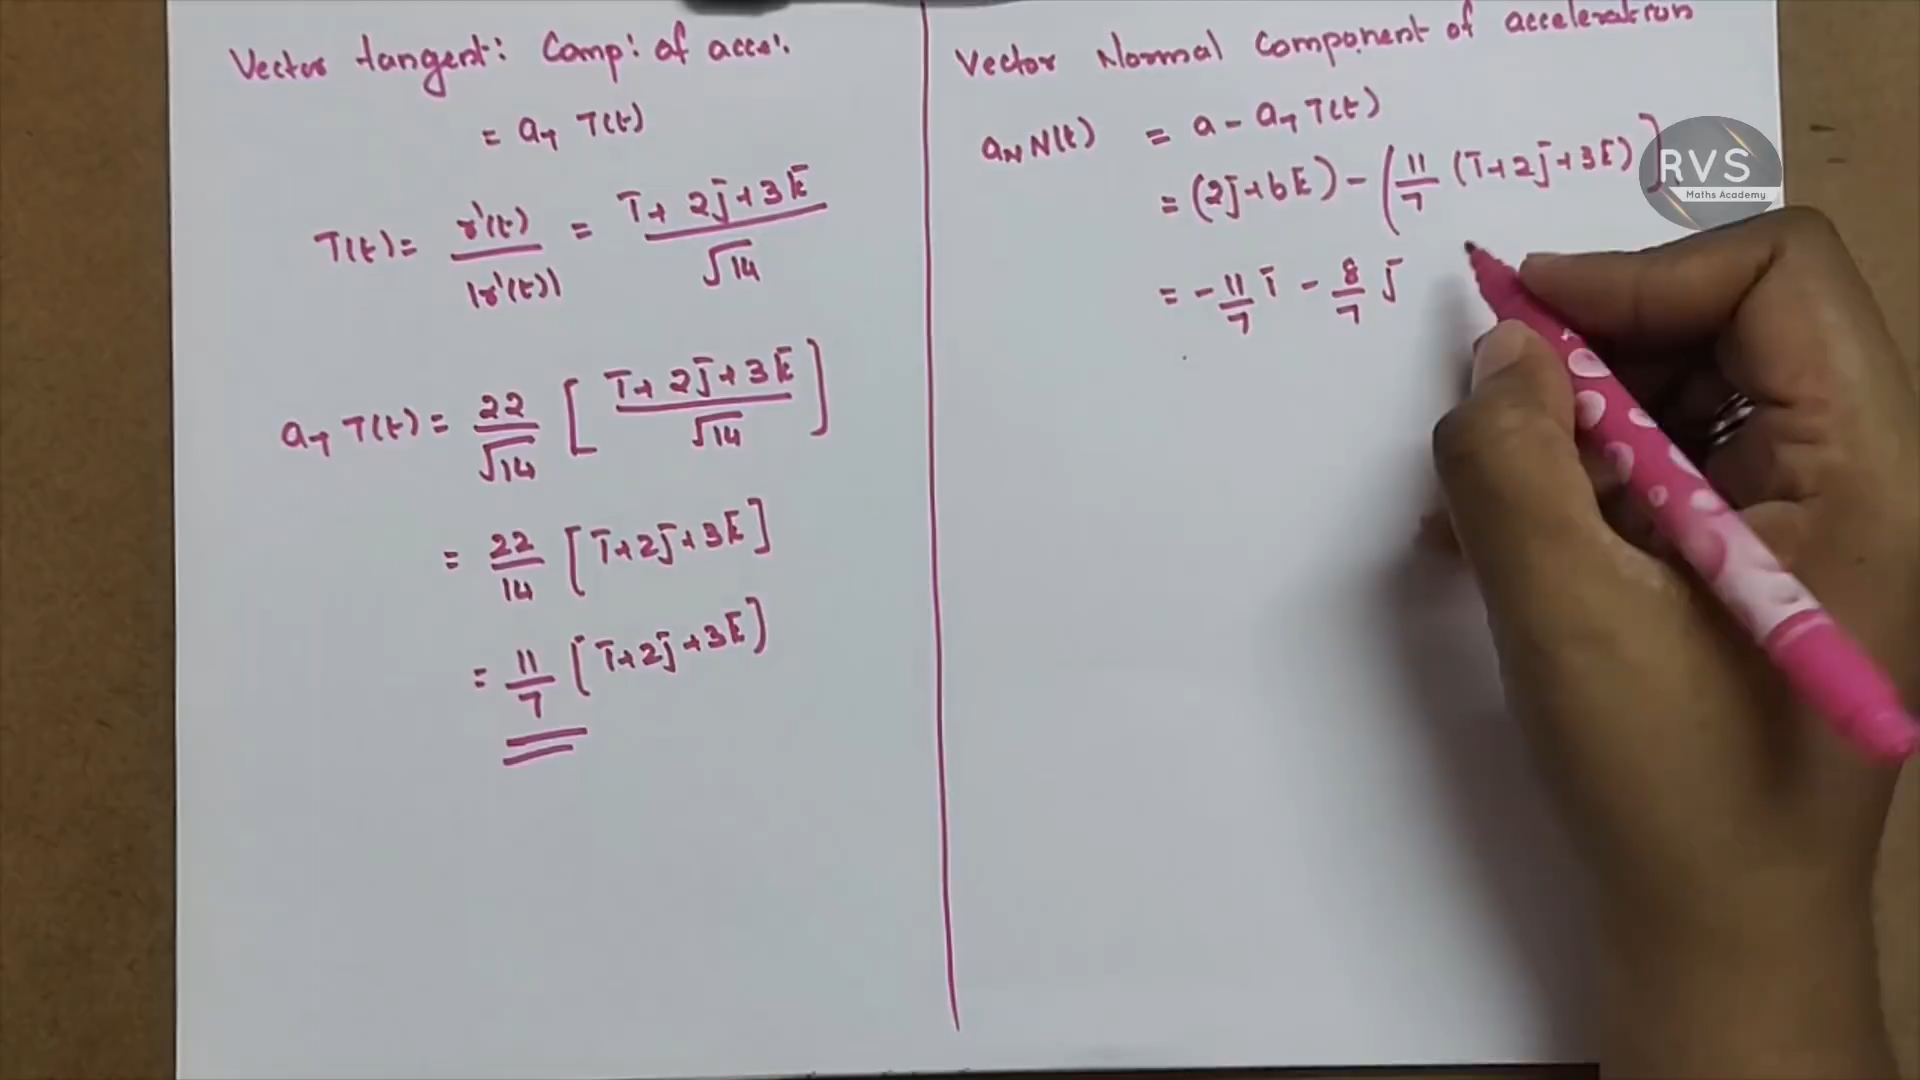 Vector tangent: Comp: of acce:
= a_T T(t)
T(t) = r'(t) / |r'(t)| = i̅ + 2j̅ + 3k̅ / √14
a_T T(t) = 22/√14 [ i̅ + 2j̅ + 3k̅ / √14 ]
= 22/14 [ i̅ + 2j̅ + 3k̅ ]
= 11/7 [ i̅ + 2j̅ + 3k̅ )
Vector Normal Component of acceleration
a_N N(t) = a - a_T T(t)
= (2j̅ + 6k̅) - ( 11/7 (i̅ + 2j̅ + 3k̅) ]
= - 11/7 i̅ - 8/7 j̅
RVS
Maths Academy